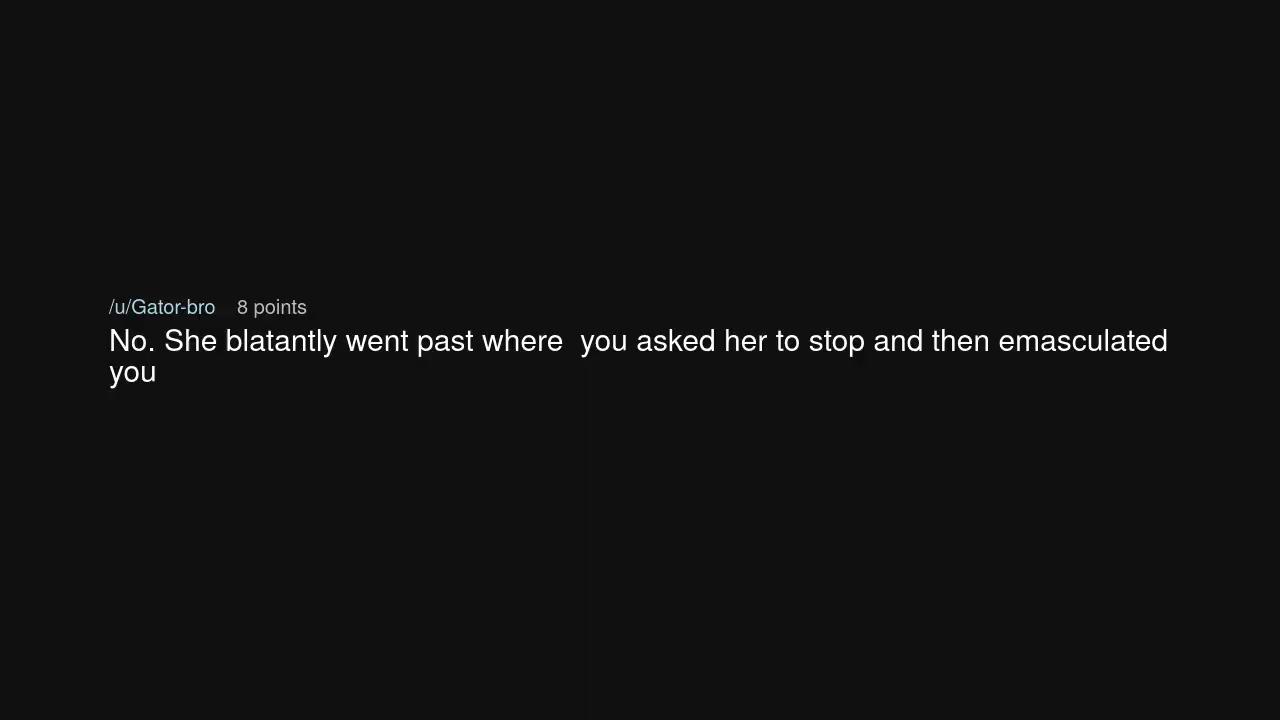 /u/Gator-bro 8 points
No. She blatantly went past where  you asked her to stop and then emasculated
you